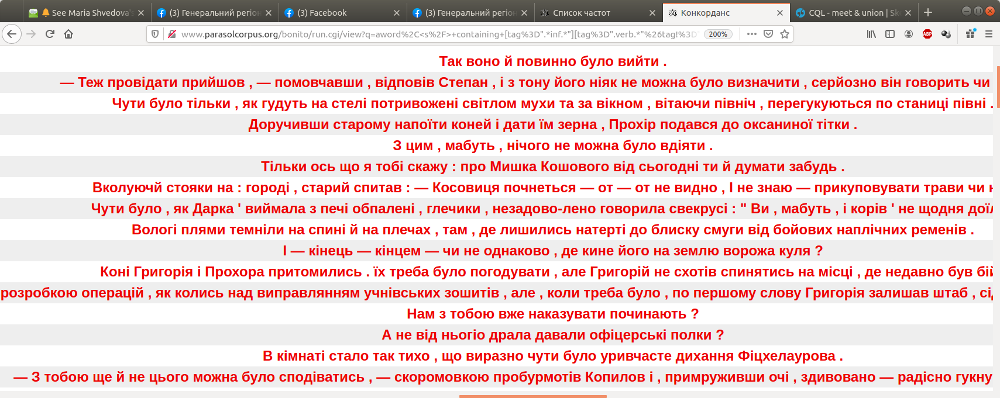 See Maria Shvedova's
(3) Генеральний регіон
(3) Facebook
(3) Генеральний регіон
Список частот
Конкорданс
CQL - meet & union | Sk
www.parasolcorpus.org/bonito/run.cgi/view?q=aword%2C<s%2F>+containing+[tag%3D".*inf.*"][tag%3D".verb.*"%26tag!%3D
200%
ABP
Так воно й повинно було вийти .
— Теж провідати прийшов , — помовчавши , відповів Степан , і з тону його ніяк не можна було визначити , серйозно він говорить чи
Чути було тільки , як гудуть на стелі потривожені світлом мухи та за вікном , вітаючи північ , перегукуються по станиці півні .
Доручивши старому напоїти коней і дати їм зерна , Прохір подався до оксаниної тітки .
З цим , мабуть , нічого не можна було вдіяти .
Тільки ось що я тобі скажу : про Мишка Кошового від сьогодні ти й думати забудь .
Вколуючй стояки на : городі , старий спитав : — Косовиця почнеться — от — от не видно , І не знаю — прикуповувати трави чи н
Чути було , як Дарка ' виймала з печі обпалені , глечики , незадово-лено говорила свекрусі : " Ви , мабуть , і корів ' не щодня доїл
Вологі плями темніли на спині й на плечах , там , де лишились натерті до блиску смуги від бойових наплічних ременів .
І — кінець — кінцем — чи не однаково , де кине його на землю ворожа куля ?
Коні Григорія і Прохора притомились . їх треба було погодувати , але Григорій не схотів спинятись на місці , де недавно був бій
розробкою операцій , як колись над виправлянням учнівських зошитів , але , коли треба було , по першому слову Григорія залишав штаб , сід
Нам з тобою вже наказувати починають ?
А не від ньогіо драла давали офіцерські полки ?
В кімнаті стало так тихо , що виразно чути було уривчасте дихання Фіцхелаурова .
— З тобою ще й не цього можна було сподіватись , — скоромовкою пробурмотів Копилов і , примруживши очі , здивовано — радісно гукну